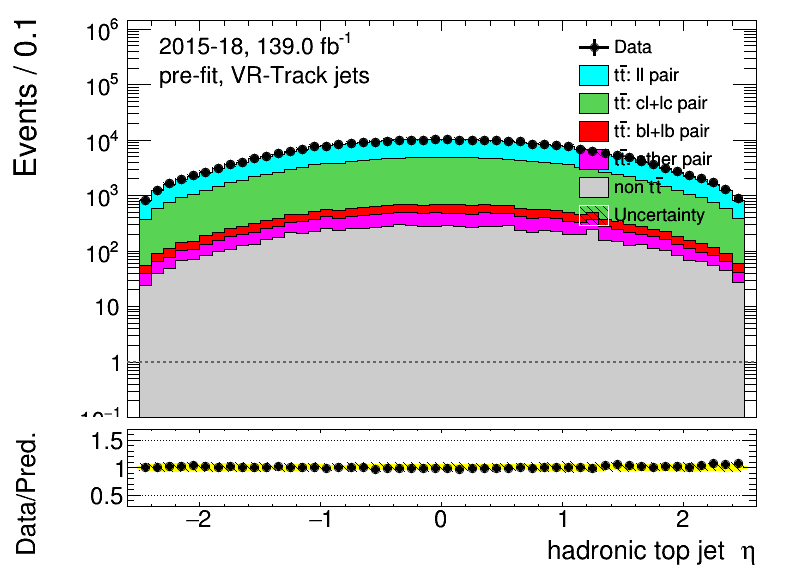 Events / 0.1
10^6
10^5
10^4
10^3
10^2
10
1
10^-1
2015-18, 139.0 fb^-1
pre-fit, VR-Track jets
Data
tt̄: ll pair
tt̄: cl+lc pair
tt̄: bl+lb pair
tt̄: other pair
non tt̄
Uncertainty
Data/Pred.
1.5
1
0.5
−2 −1 0 1 2
hadronic top jet η